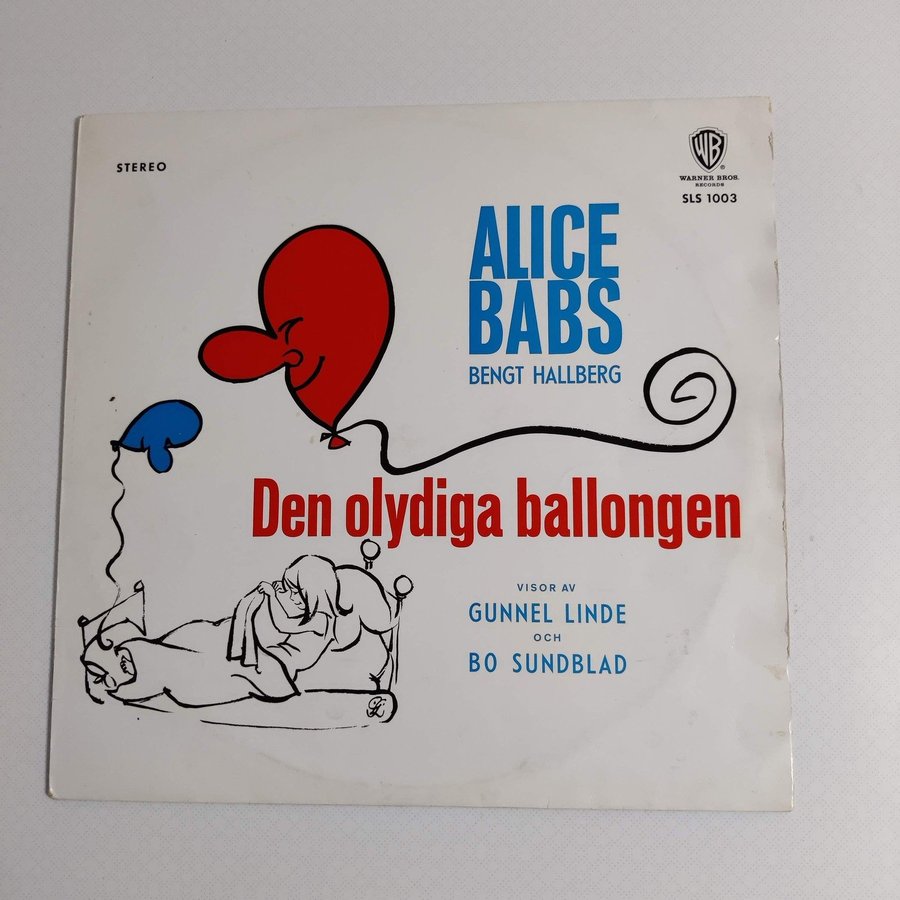 STEREO
WB
WARNER BROS.
RECORDS
SLS 1003
ALICE
BABS
BENGT HALLBERG
Den olydiga ballongen
VISOR AV
GUNNEL LINDE
OCH
BO SUNDBLAD